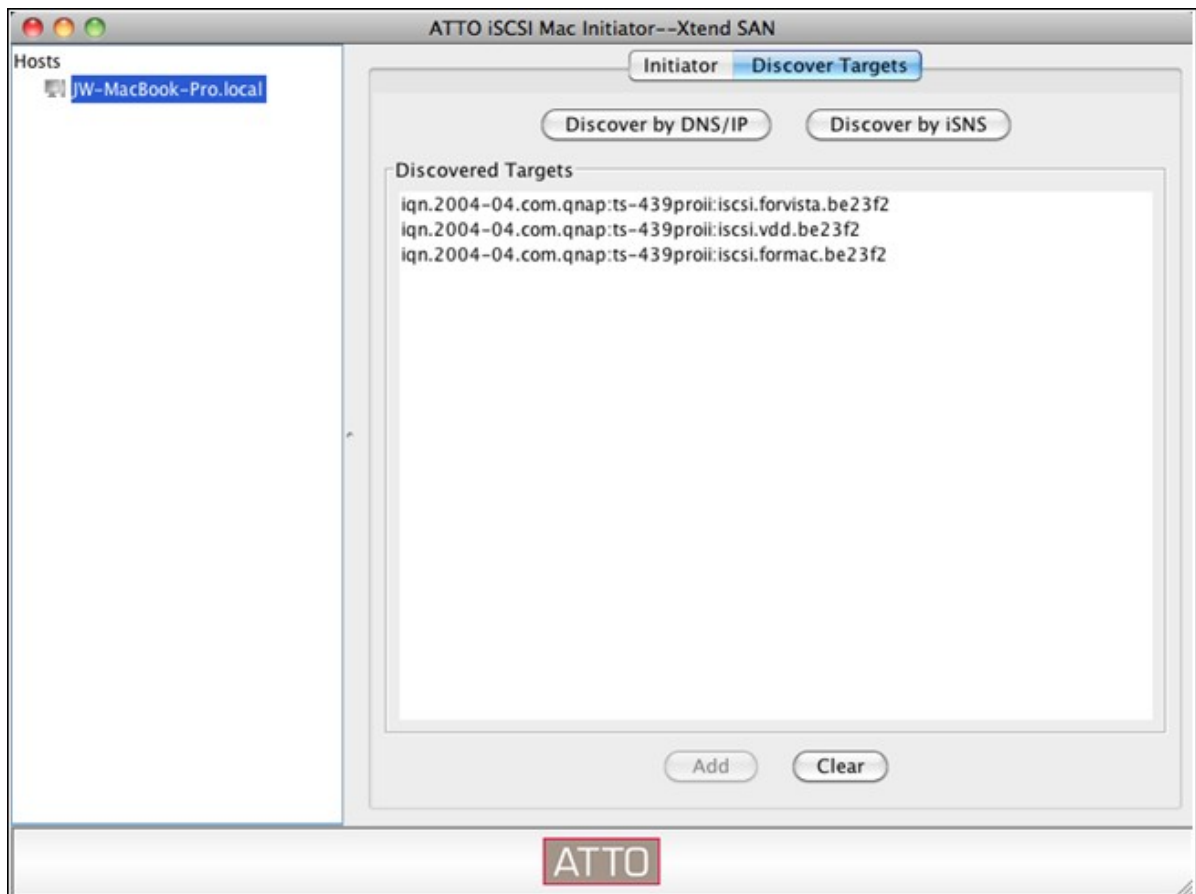 ATTO iSCSI Mac Initiator--Xtend SAN
Hosts
JW-MacBook-Pro.local
Initiator Discover Targets
Discover by DNS/IP Discover by iSNS
Discovered Targets
iqn.2004-04.com.qnap:ts-439proii:iscsi.forvista.be23f2
iqn.2004-04.com.qnap:ts-439proii:iscsi.vdd.be23f2
iqn.2004-04.com.qnap:ts-439proii:iscsi.formac.be23f2
Add Clear
ATTO